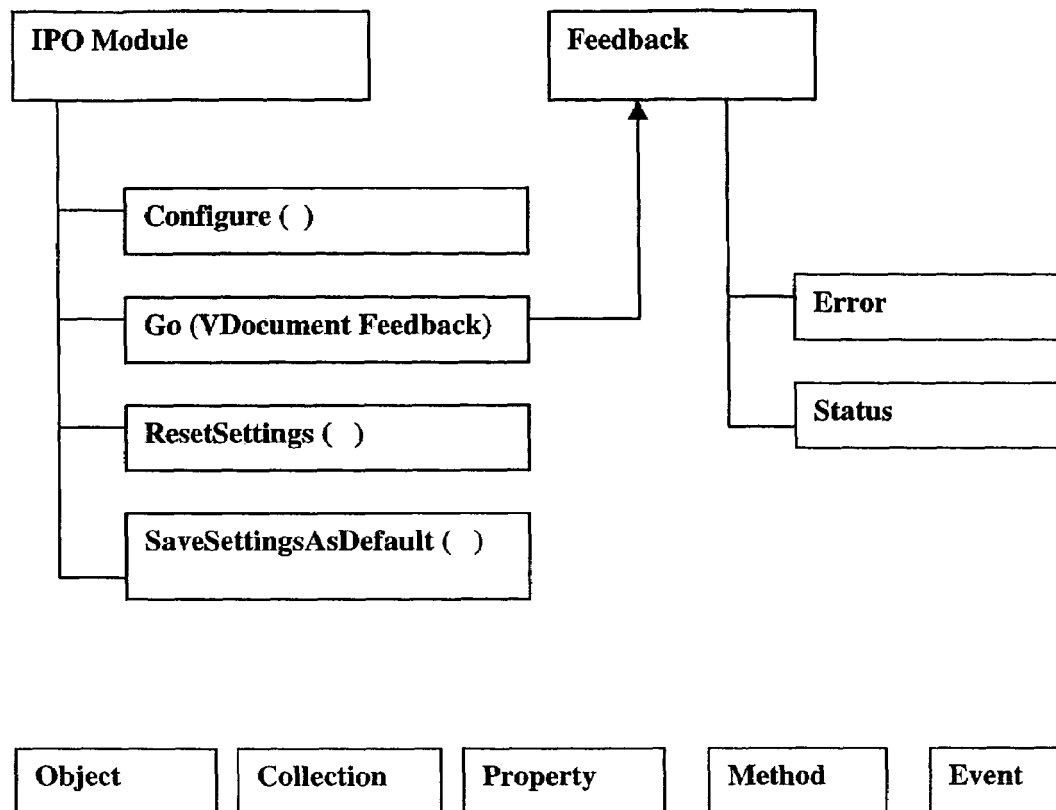 IPO Module
Feedback
Configure ( )
Go (VDocument Feedback)
Error
ResetSettings ( )
Status
SaveSettingsAsDefault ( )
Object
Collection
Property
Method
Event